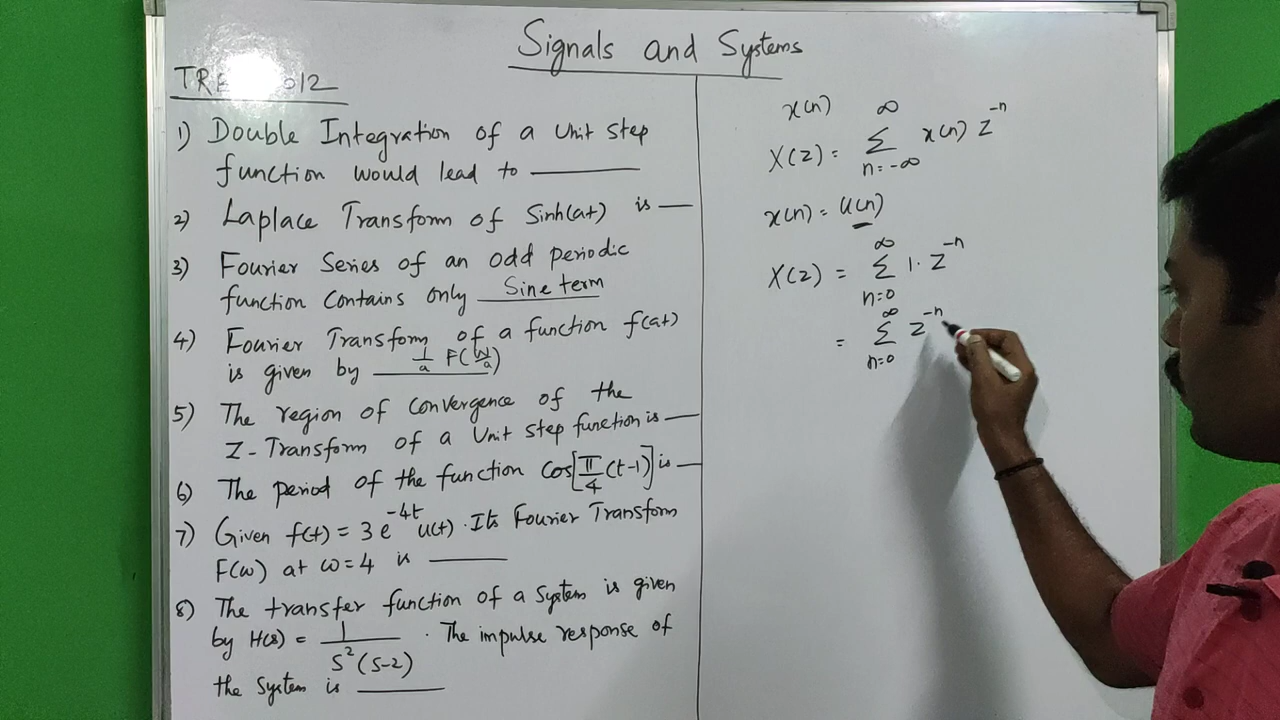 Signals and Systems
TRE 012
1) Double Integration of a Unit step
function would lead to ______
2) Laplace Transform of Sinh(at) is __
3) Fourier Series of an odd periodic
function contains only Sine term
4) Fourier Transform of a function f(at)
is given by 1/a F(w/a)
5) The region of convergence of the
Z-Transform of a Unit step function is __
6) The period of the function Cos[π/4(t-1)] is __
7) Given f(t) = 3e^-4t u(t). Its Fourier Transform
F(ω) at ω=4 is ______
8) The transfer function of a System is given
by H(s) = 1/S²(S-2). The impulse response of
the System is ______
x(n)
X(Z) = ∑ n=-∞ ∞ x(n) Z^-n
x(n) = u(n)
X(Z) = ∑ n=0 ∞ 1. Z^-n
= ∑ n=0 ∞ Z^-n